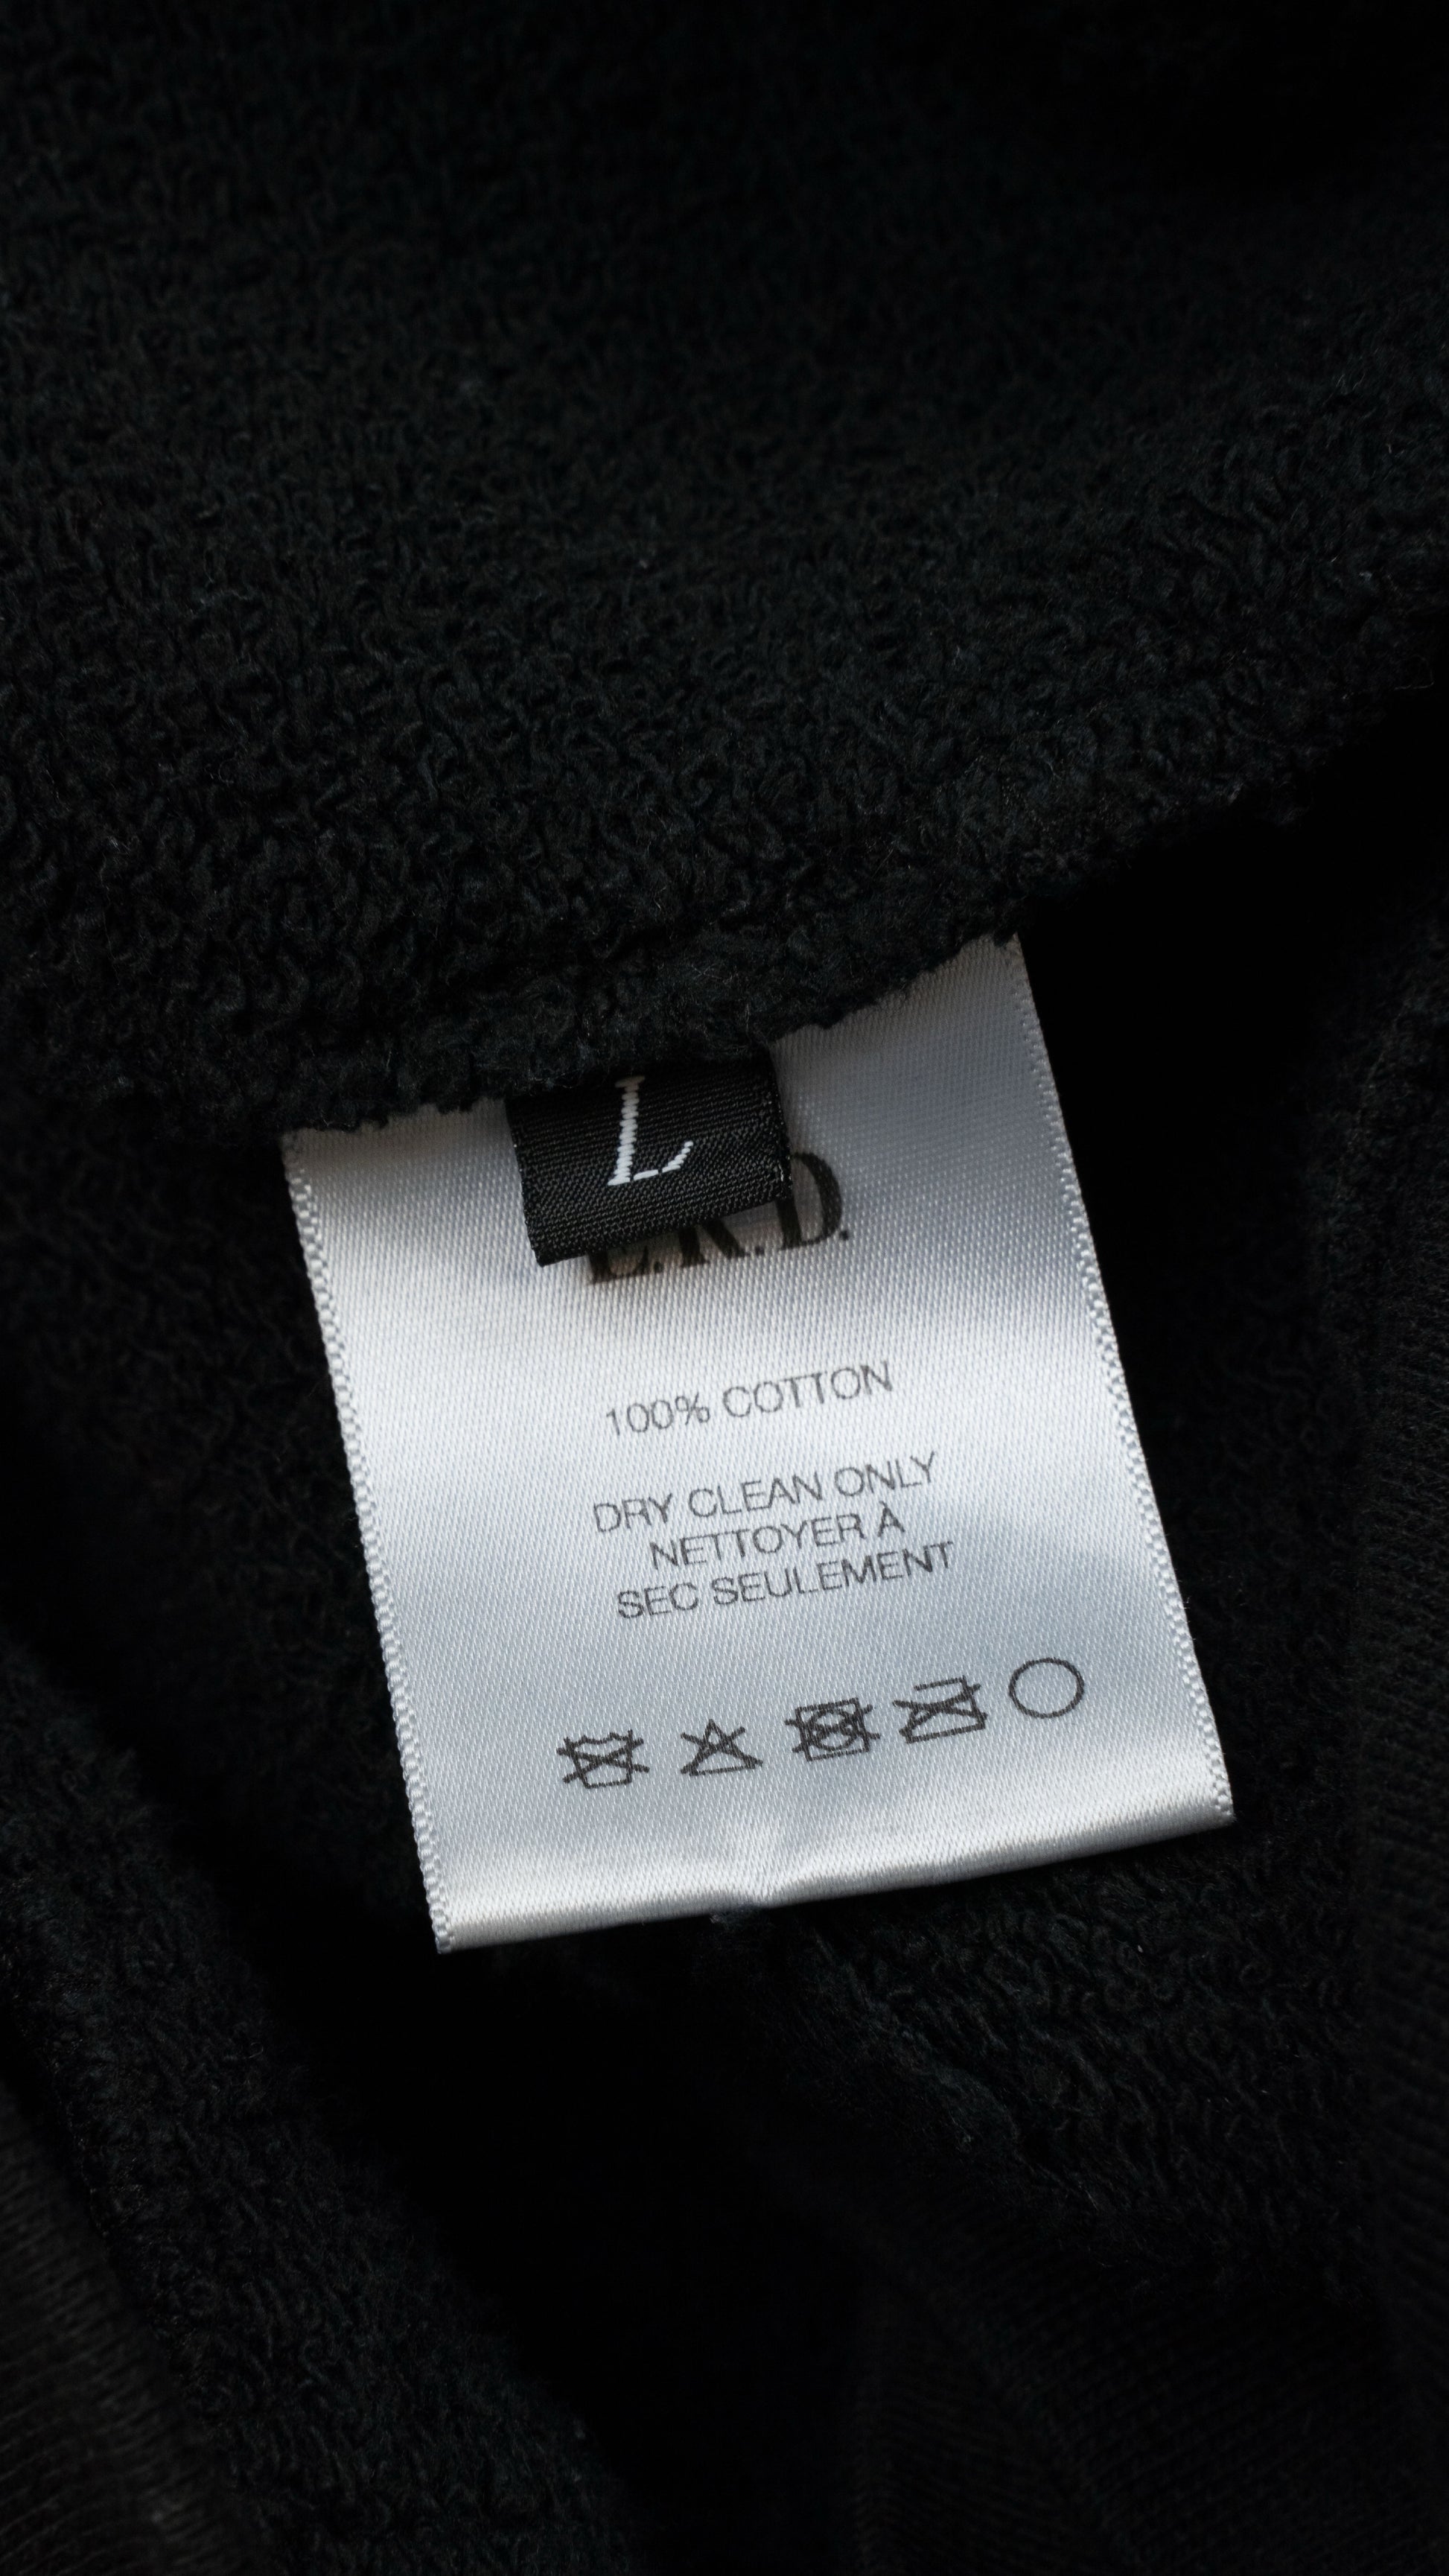 L
100% COTTON
DRY CLEAN ONLY
NETTOYER À
SEC SEULEMENT